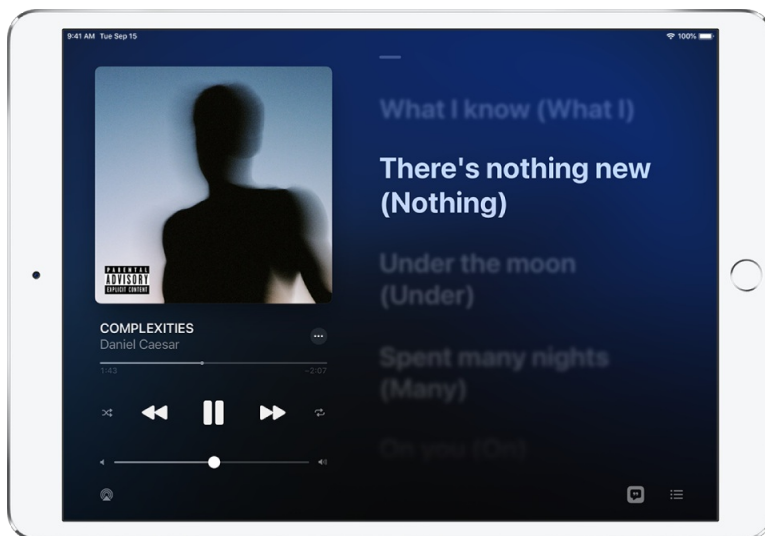 9:41 AM Tue Sep 15
100%
What I know (What I)
There's nothing new
(Nothing)
Under the moon
(Under)
Spent many nights
(Many)
On you (On)
PARENTAL
ADVISORY
EXPLICIT CONTENT
COMPLEXITIES
Daniel Caesar
1:43
-2:07